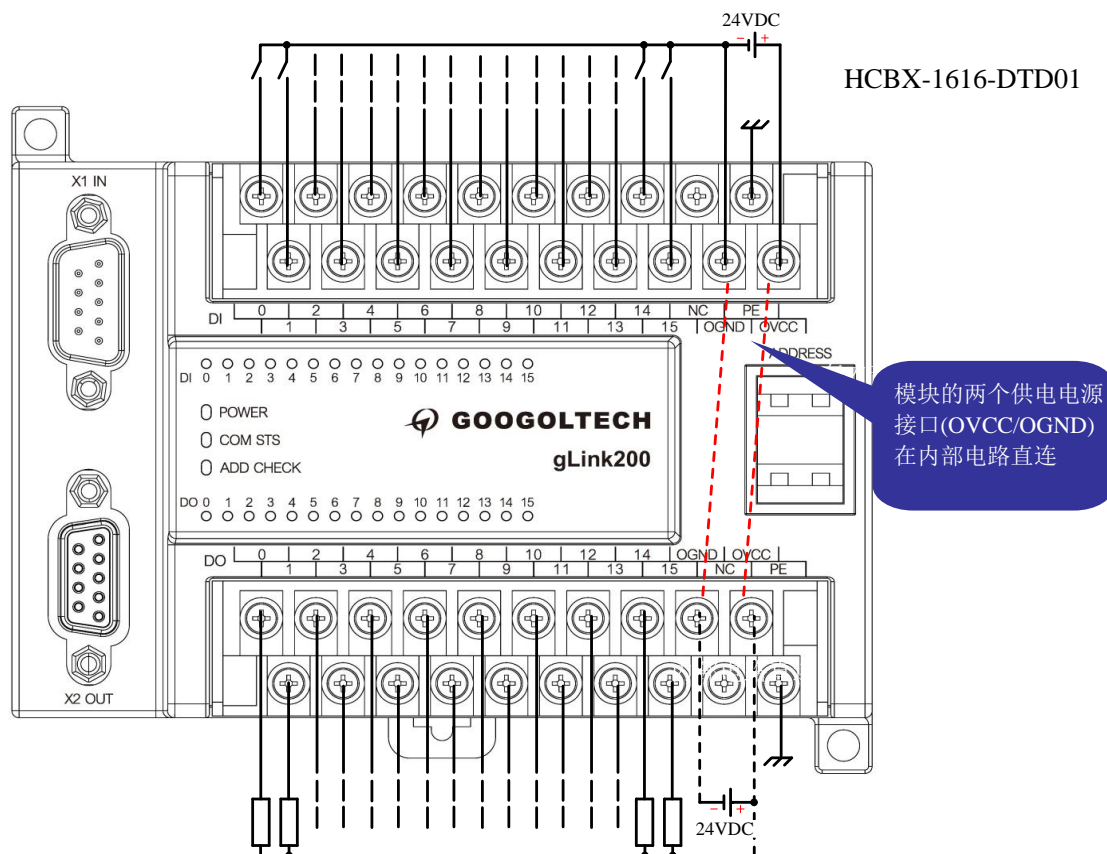 24VDC
- +
HCBX-1616-DTD01
X1 IN
DI 0 2 4 6 8 10 12 14 NC PE
1 3 5 7 9 11 13 15 OGND OVCC
ADDRESS
DI 0 1 2 3 4 5 6 7 8 9 10 11 12 13 14 15
POWER
COM STS
ADD CHECK
GOOGOLTECH
gLink200
模块的两个供电电源
接口(OVCC/OGND)
在内部电路直连
DO 0 1 2 3 4 5 6 7 8 9 10 11 12 13 14 15
DO 0 2 4 6 8 10 12 14 OGND OVCC
1 3 5 7 9 11 13 15 NC PE
X2 OUT
- +
24VDC